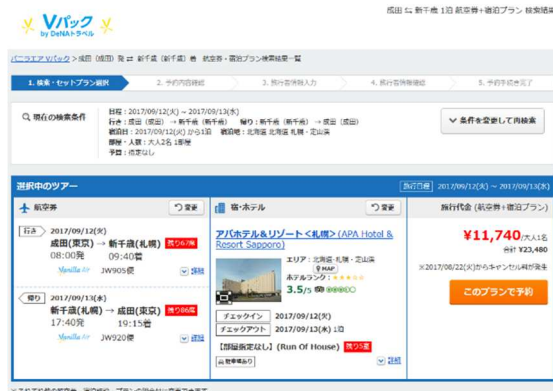 成田 ⇆ 新千歳 1泊 航空券+宿泊プラン 検索結果
Vパック
by DeNAトラベル
バニラエア Vパック > 成田（成田）発 ⇄ 新千歳（新千歳）着 航空券・宿泊プラン検索結果一覧
1. 検索・セットプラン選択
2. 予約内容確認
3. 旅行者情報入力
4. 旅行者情報確認
5. 予約手続き完了
現在の検索条件
日程：2017/09/12(火) ～ 2017/09/13(水)
行き：成田（成田） → 新千歳（新千歳） 帰り：新千歳（新千歳） → 成田（成田）
宿泊日：2017/09/12(火) から1泊 宿泊地：北海道 北海道 札幌・定山渓
部屋・人数：大人2名 1部屋
予算：指定なし
条件を変更して再検索
選択中のツアー
旅行日程 2017/09/12(火) ～ 2017/09/13(水)
航空券 変更
行き 2017/09/12(火)
成田(東京) → 新千歳(札幌) 残り67席
08:00発 09:40着
Vanilla Air JW905便 詳細
帰り 2017/09/13(水)
新千歳(札幌) → 成田(東京) 残り86席
17:40発 19:15着
Vanilla Air JW920便 詳細
宿・ホテル 変更
アパホテル&リゾート<札幌> (APA Hotel & Resort Sapporo)
エリア：北海道・札幌・定山渓
MAP
ホテルランク：
3.5/5
チェックイン 2017/09/12(火)
チェックアウト 2017/09/13(水) 1泊
【部屋指定なし】(Run Of House) 残り5室
駐車場あり 詳細
旅行代金 (航空券+宿泊プラン)
¥11,740/大人1名
合計 ¥23,480
※2017/08/22(火)からキャンセル料が発生
このプランで予約